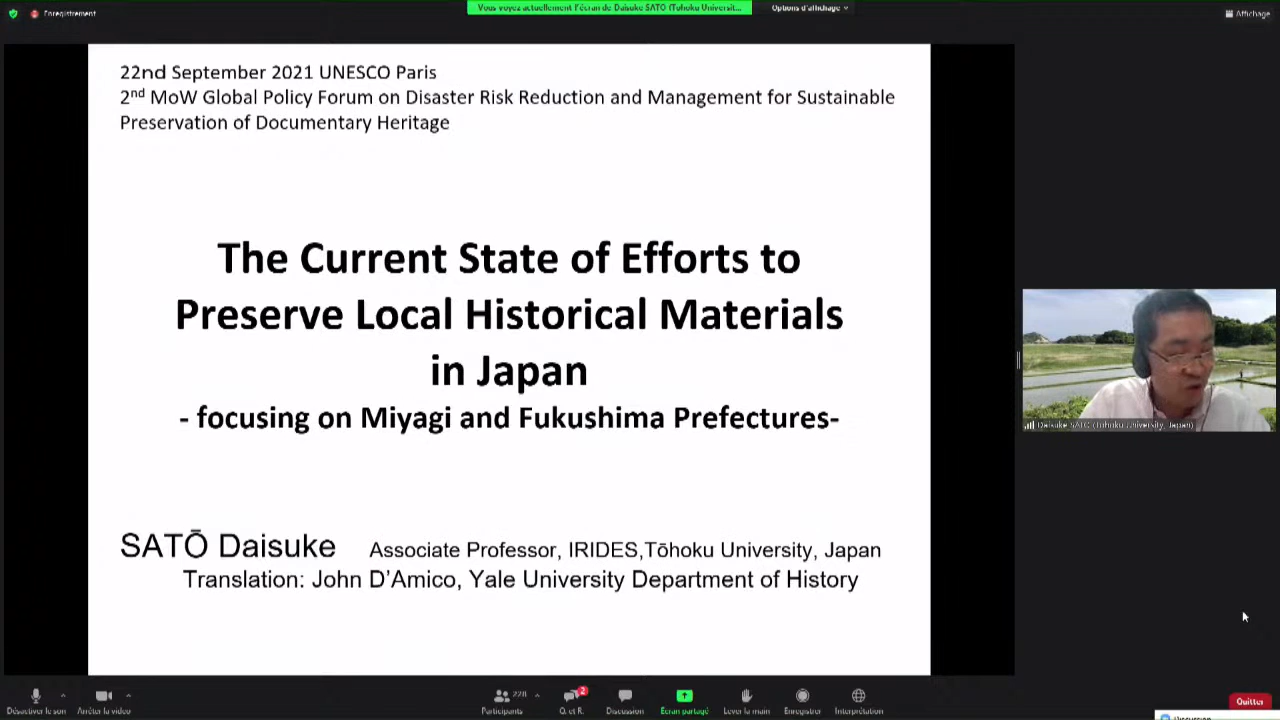 Enregistrement
Vous voyez actuellement l'écran de Daisuke SATO (Tohoku Universit...
Options d'affichage
Affichage
22nd September 2021 UNESCO Paris
2nd MoW Global Policy Forum on Disaster Risk Reduction and Management for Sustainable
Preservation of Documentary Heritage
The Current State of Efforts to
Preserve Local Historical Materials
in Japan
- focusing on Miyagi and Fukushima Prefectures-
SATŌ Daisuke Associate Professor, IRIDES,Tōhoku University, Japan
Translation: John D’Amico, Yale University Department of History
Daisuke SATO (Tohoku University, Japan)
Désactiver le son
Arrêter la vidéo
228
Participants
2
Q. et R.
Discussion
Écran partagé
Lever la main
Enregistrer
Interprétation
Quitter
Discussion